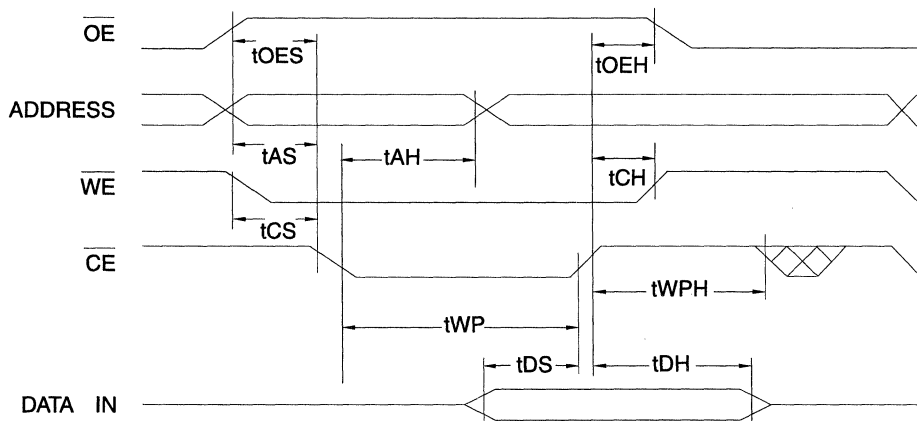 OE
tOES
tOEH
ADDRESS
tAS
tAH
WE
tCH
tCS
CE
tWPH
tWP
tDS
tDH
DATA IN